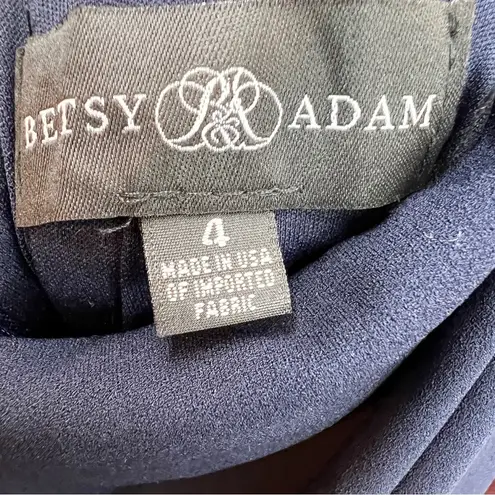 BETSY B&A ADAM
4
MADE IN USA
OF IMPORTED
FABRIC